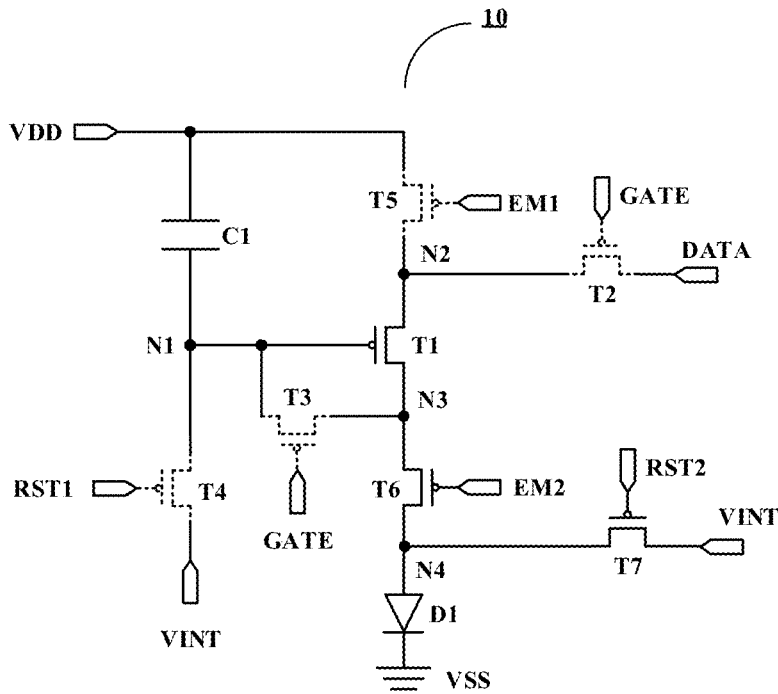 10
VDD
T5
EM1
GATE
C1
N2
DATA
T2
N1
T1
T3
N3
RST1
T4
T6
EM2
RST2
GATE
VINT
N4
T7
VINT
D1
VSS